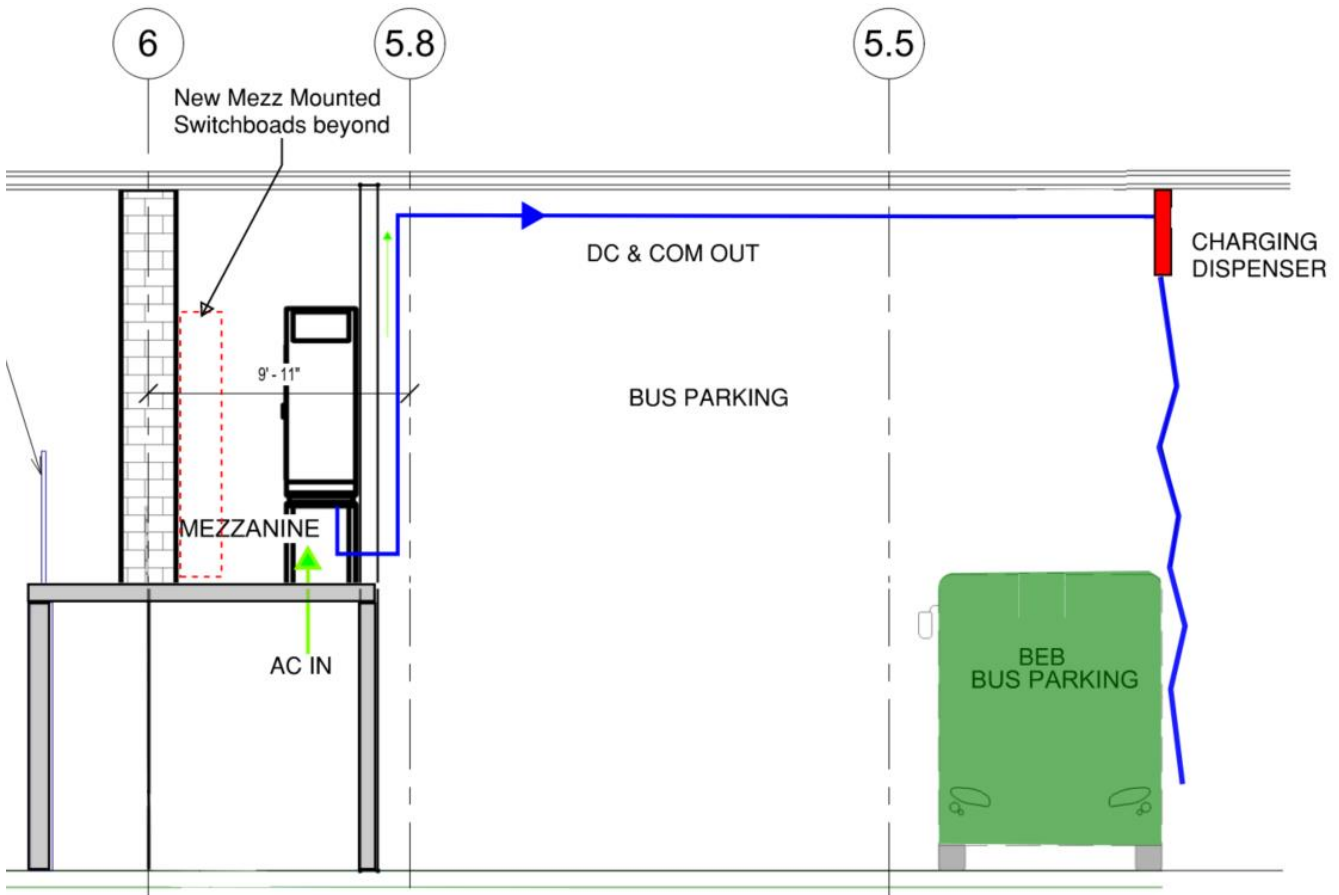 6
5.8
5.5
New Mezz Mounted
Switchboads beyond
DC & COM OUT
CHARGING
DISPENSER
9' - 11"
BUS PARKING
MEZZANINE
AC IN
BEB
BUS PARKING